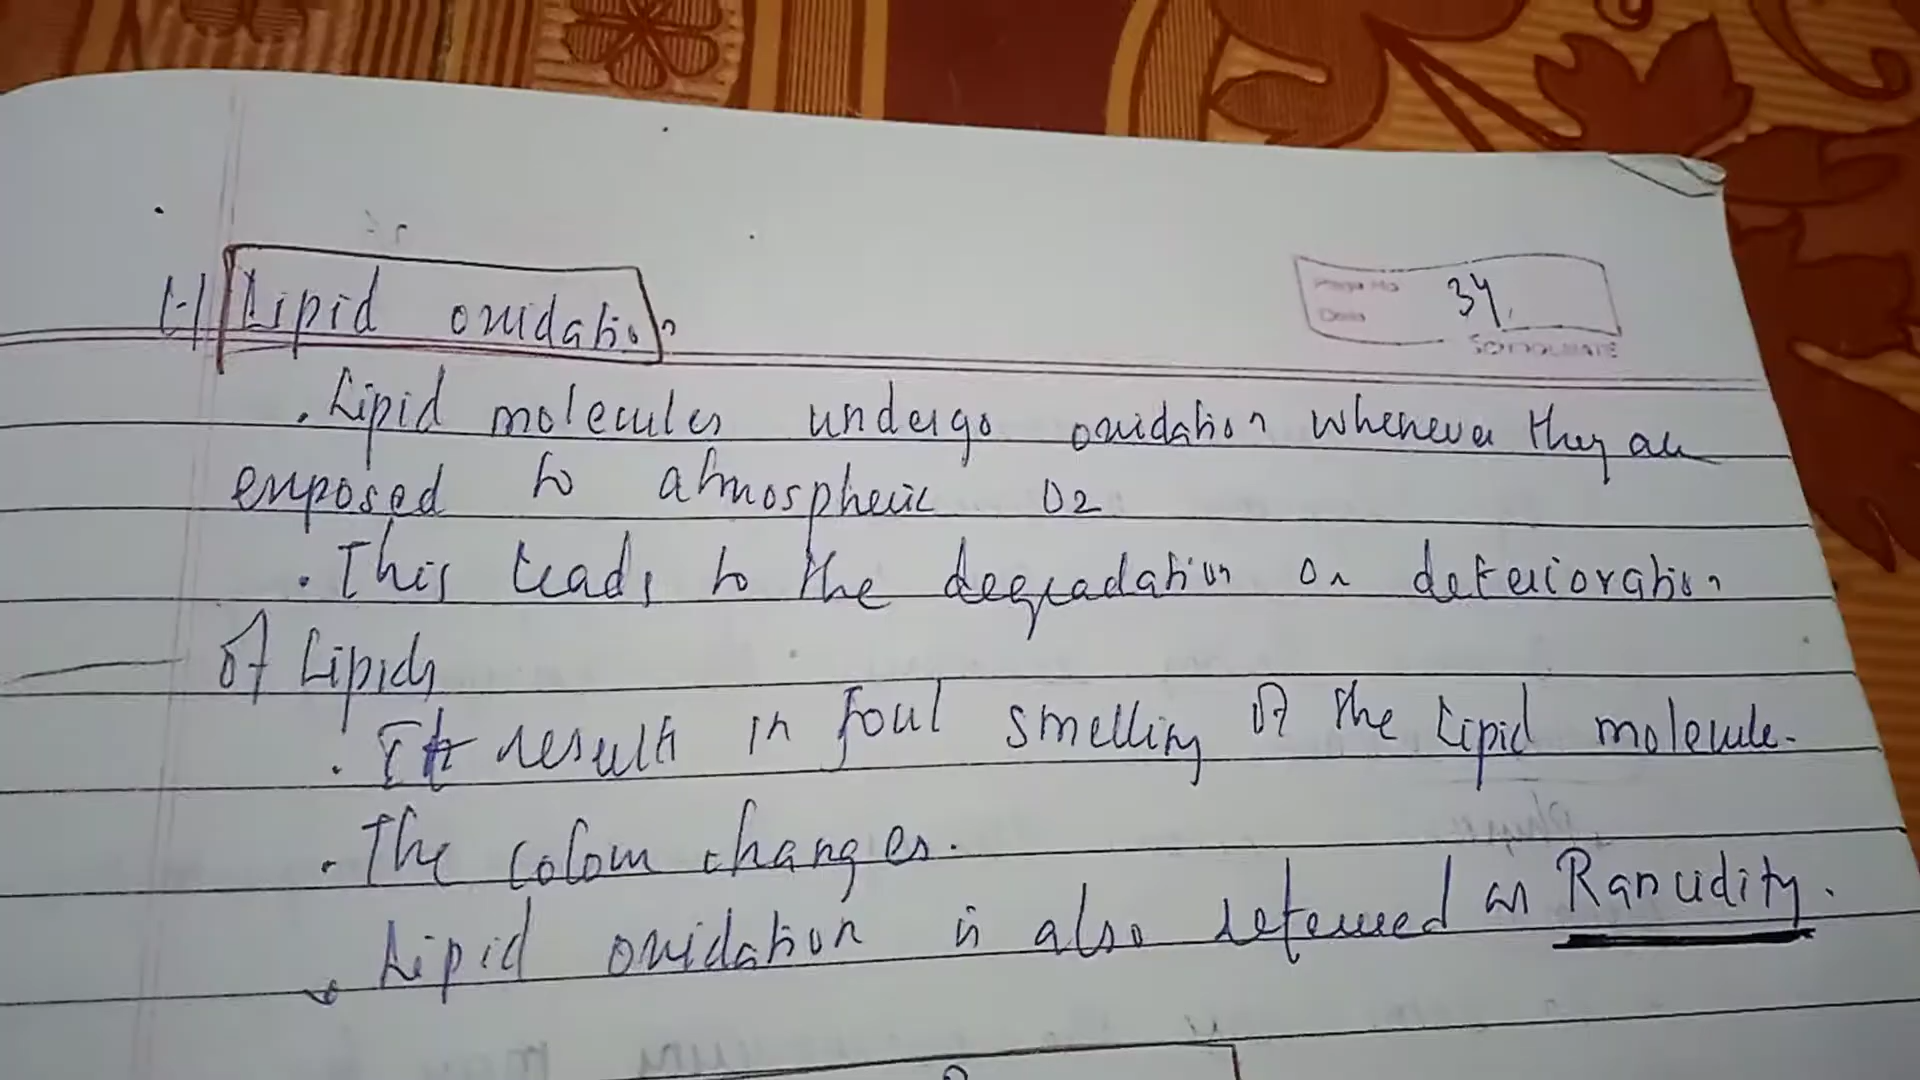 Page No. 34.
Date
SCHOOLMATE
(-) Lipid oxidation
. Lipid molecules undergo oxidation whenever they are
exposed to atmospheric O2
. This leads to the degradation or deterioration
of Lipids
. It results in foul smelling of the Lipid molecule.
. The colour changes.
. Lipid oxidation is also referred as Rancidity.